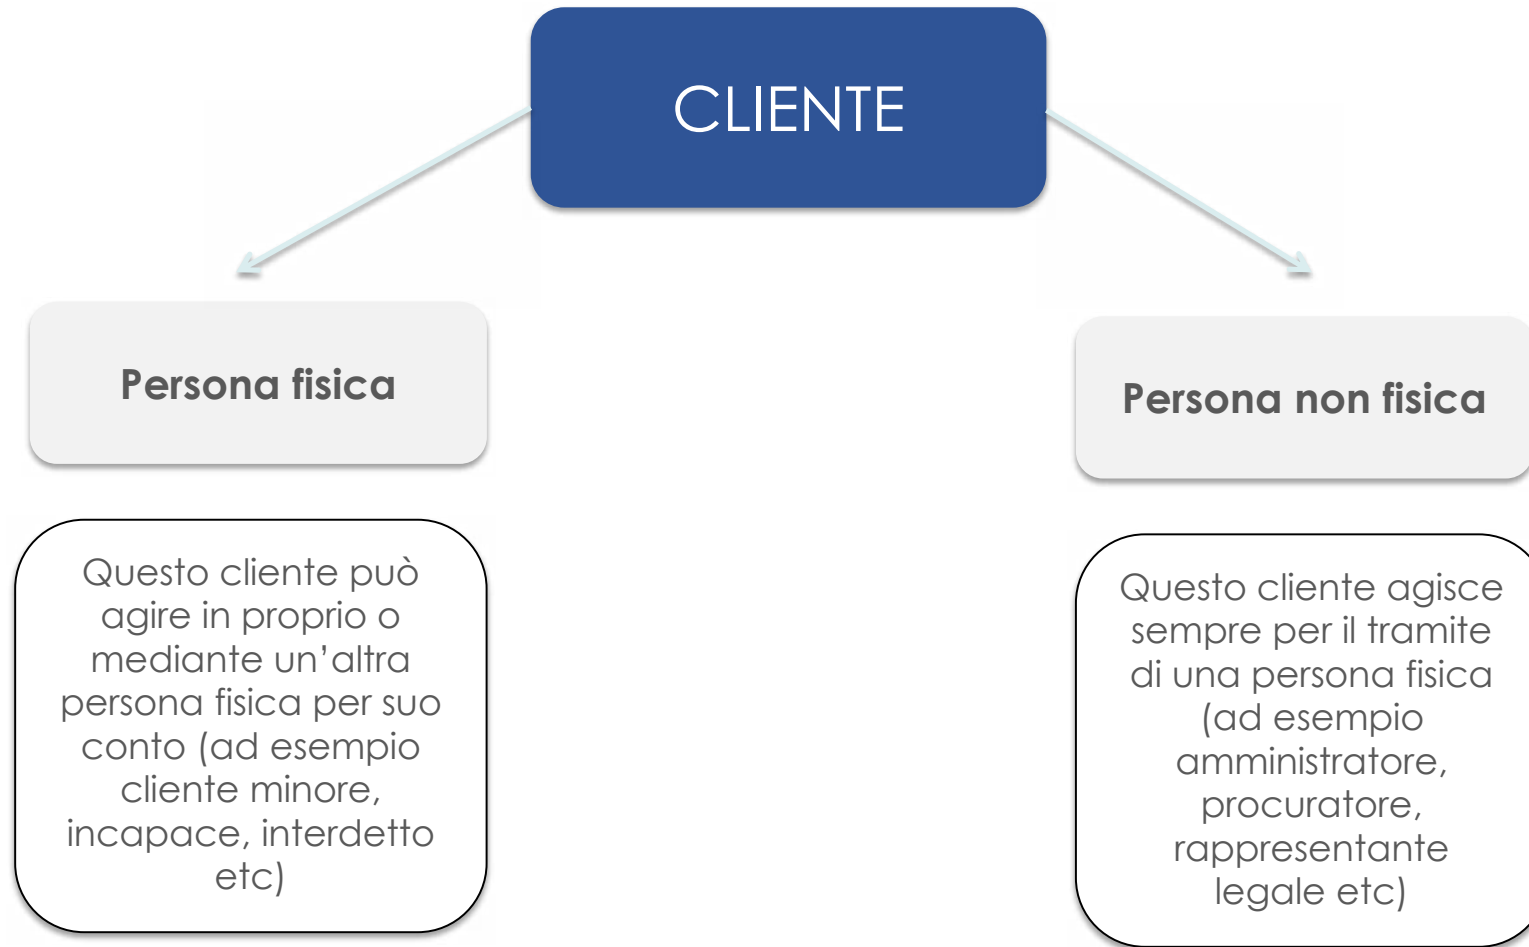 CLIENTE
Persona fisica
Questo cliente può
agire in proprio o
mediante un’altra
persona fisica per suo
conto (ad esempio
cliente minore,
incapace, interdetto
etc)
Persona non fisica
Questo cliente agisce
sempre per il tramite
di una persona fisica
(ad esempio
amministratore,
procuratore,
rappresentante
legale etc)